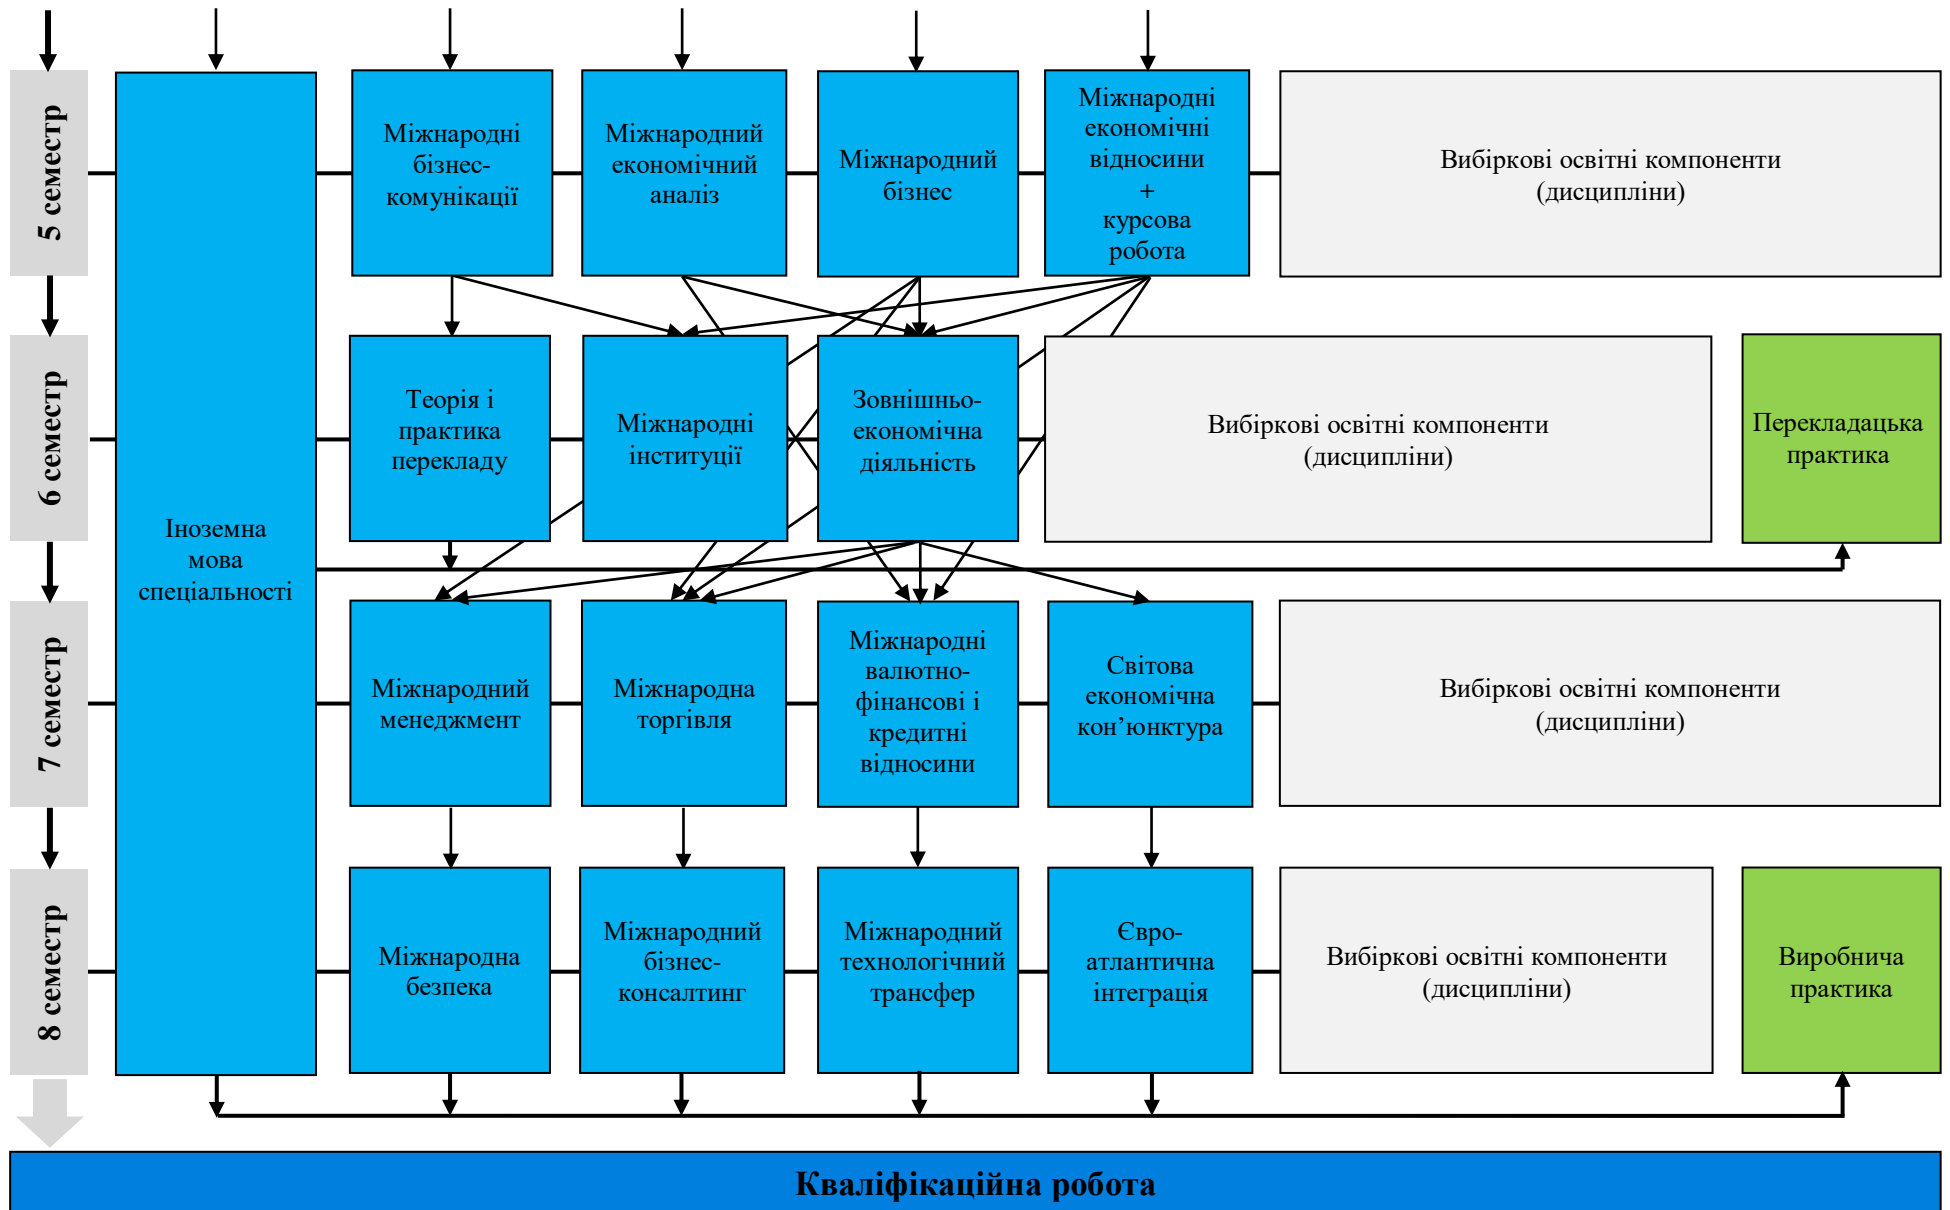 5 семестр
Міжнародні
бізнес-
комунікації
Міжнародний
економічний
аналіз
Міжнародний
бізнес
Міжнародні
економічні
відносини
+
курсова
робота
Вибіркові освітні компоненти
(дисципліни)
6 семестр
Іноземна
мова
спеціальності
Теорія і
практика
перекладу
Міжнародні
інституції
Зовнішньо-
економічна
діяльність
Вибіркові освітні компоненти
(дисципліни)
Перекладацька
практика
7 семестр
Міжнародний
менеджмент
Міжнародна
торгівля
Міжнародні
валютно-
фінансові і
кредитні
відносини
Світова
економічна
кон’юнктура
Вибіркові освітні компоненти
(дисципліни)
8 семестр
Міжнародна
безпека
Міжнародний
бізнес-
консалтинг
Міжнародний
технологічний
трансфер
Євро-
атлантична
інтеграція
Вибіркові освітні компоненти
(дисципліни)
Виробнича
практика
Кваліфікаційна робота